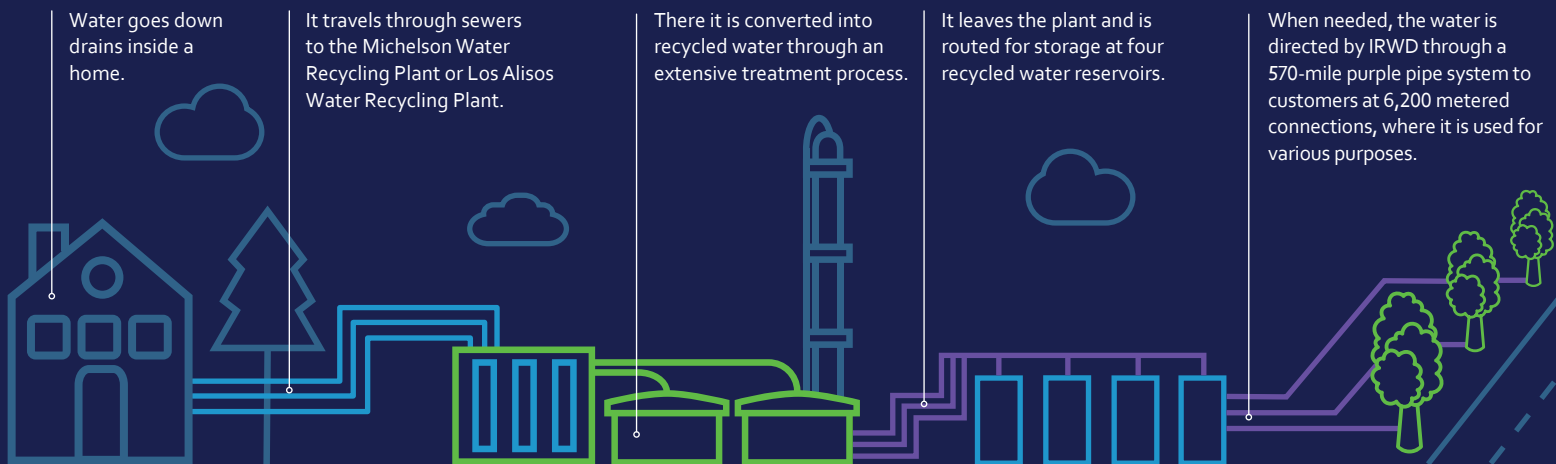 Water goes down
drains inside a
home.
It travels through sewers
to the Michelson Water
Recycling Plant or Los Alisos
Water Recycling Plant.
There it is converted into
recycled water through an
extensive treatment process.
It leaves the plant and is
routed for storage at four
recycled water reservoirs.
When needed, the water is
directed by IRWD through a
570-mile purple pipe system to
customers at 6,200 metered
connections, where it is used for
various purposes.